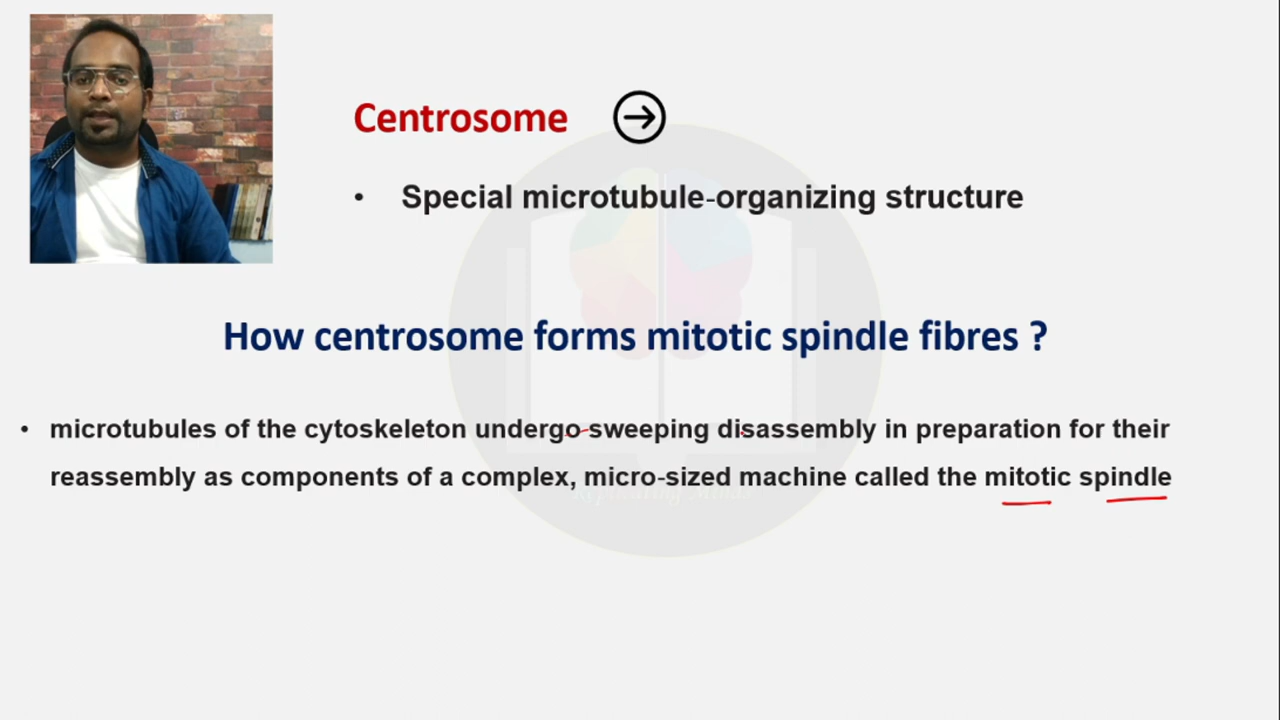 Centrosome
• Special microtubule-organizing structure
How centrosome forms mitotic spindle fibres ?
• microtubules of the cytoskeleton undergo sweeping disassembly in preparation for their
reassembly as components of a complex, micro-sized machine called the mitotic spindle